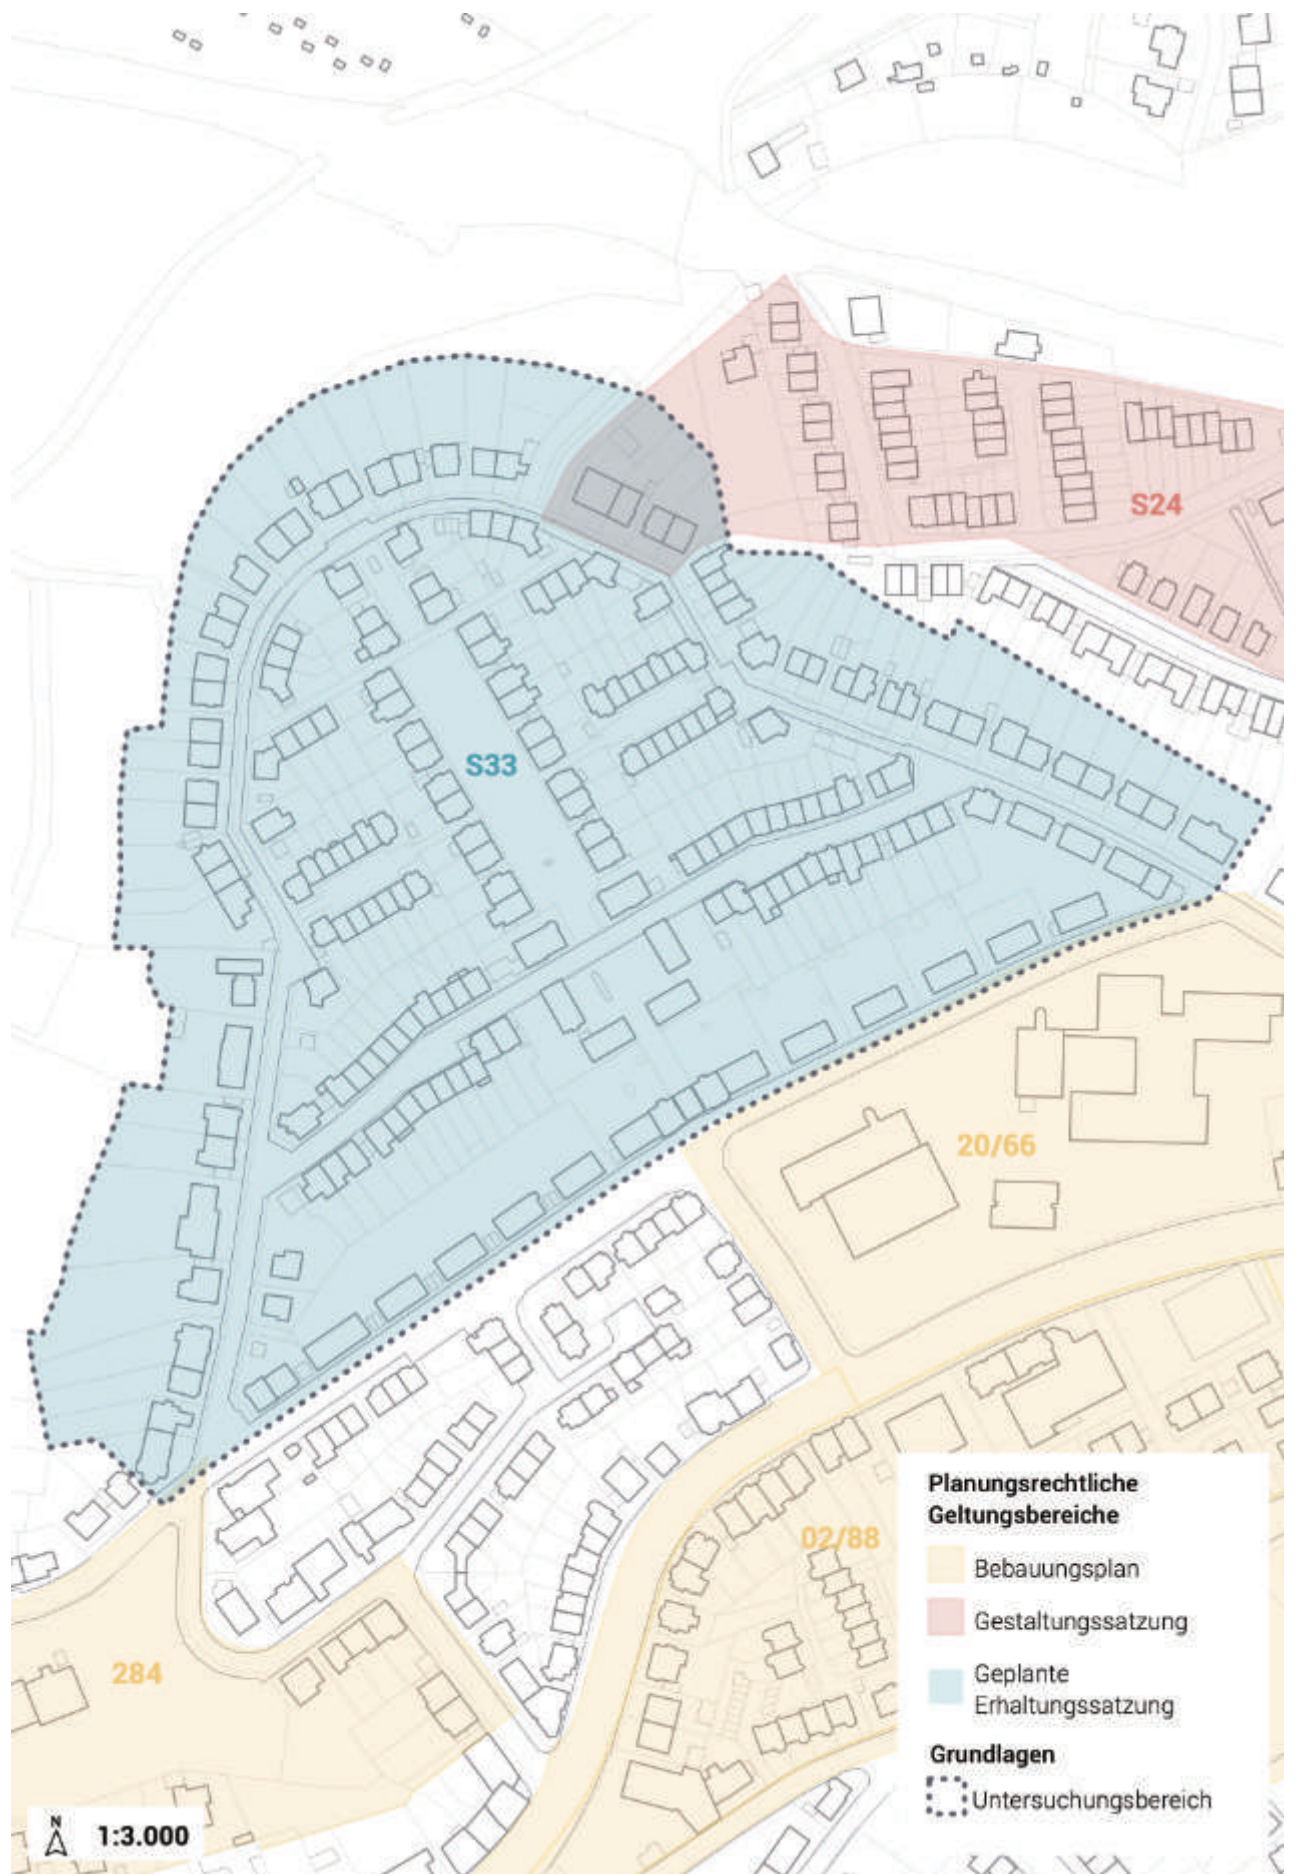 S24
S33
20/66
02/88
284
Planungsrechtliche
Geltungsbereiche
Bebauungsplan
Gestaltungssatzung
Geplante
Erhaltungssatzung
Grundlagen
Untersuchungsbereich
N
1:3.000